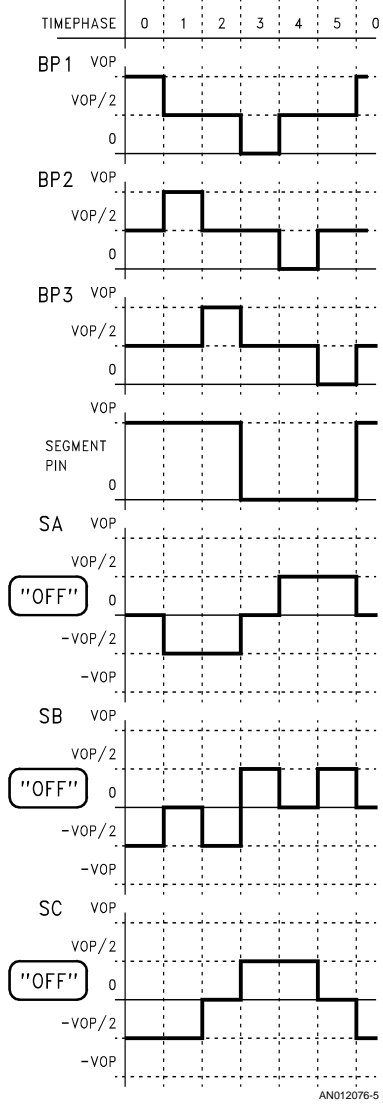 TIMEPHASE 0 1 2 3 4 5 0
BP1 VOP
VOP/2
0
BP2 VOP
VOP/2
0
BP3 VOP
VOP/2
0
VOP
SEGMENT
PIN
0
SA VOP
VOP/2
"OFF" 0
-VOP/2
-VOP
SB VOP
VOP/2
"OFF" 0
-VOP/2
-VOP
SC VOP
VOP/2
"OFF" 0
-VOP/2
-VOP
AN012076-5